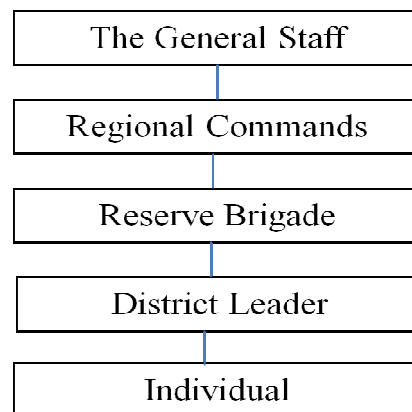 The General Staff
Regional Commands
Reserve Brigade
District Leader
Individual